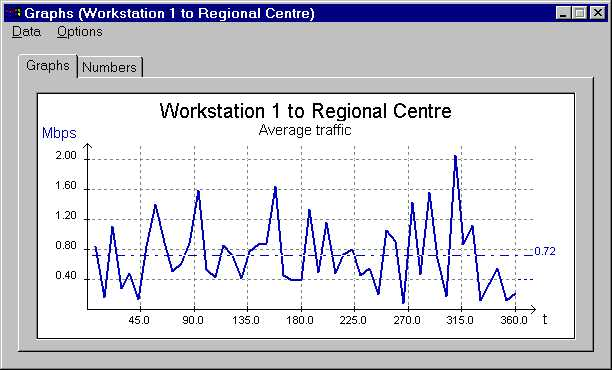 Graphs (Workstation 1 to Regional Centre)
Data Options
Graphs Numbers
Workstation 1 to Regional Centre
Average traffic
Mbps
2.00
1.60
1.20
0.80
0.72
0.40
45.0 90.0 135.0 180.0 225.0 270.0 315.0 360.0 t